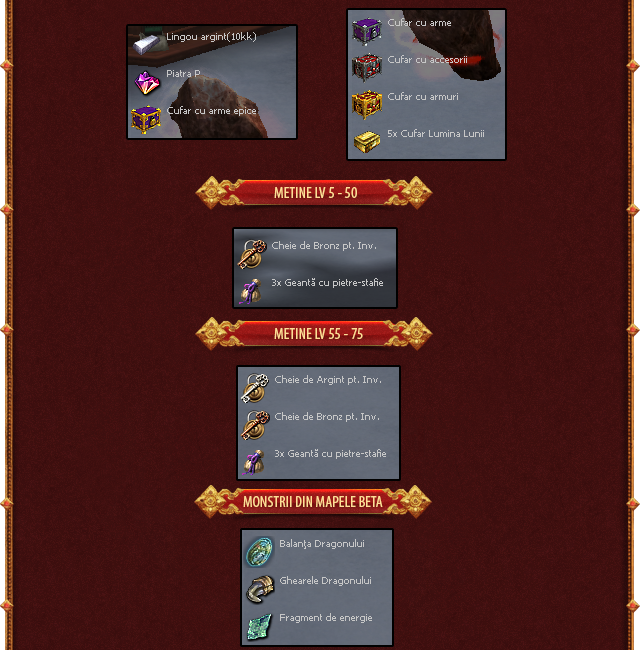 Lingou argint(10kk)
Piatra P
Cufar cu arme epice
Cufar cu arme
Cufar cu accesorii
Cufar cu armuri
5x Cufar Lumina Lunii
METINE LV 5 - 50
Cheie de Bronz pt. Inv.
3x Geantă cu pietre-stafie
METINE LV 55 - 75
Cheie de Argint pt. Inv.
Cheie de Bronz pt. Inv.
3x Geantă cu pietre-stafie
MONSTRII DIN MAPELE BETA
Balanța Dragonului
Ghearele Dragonului
Fragment de energie